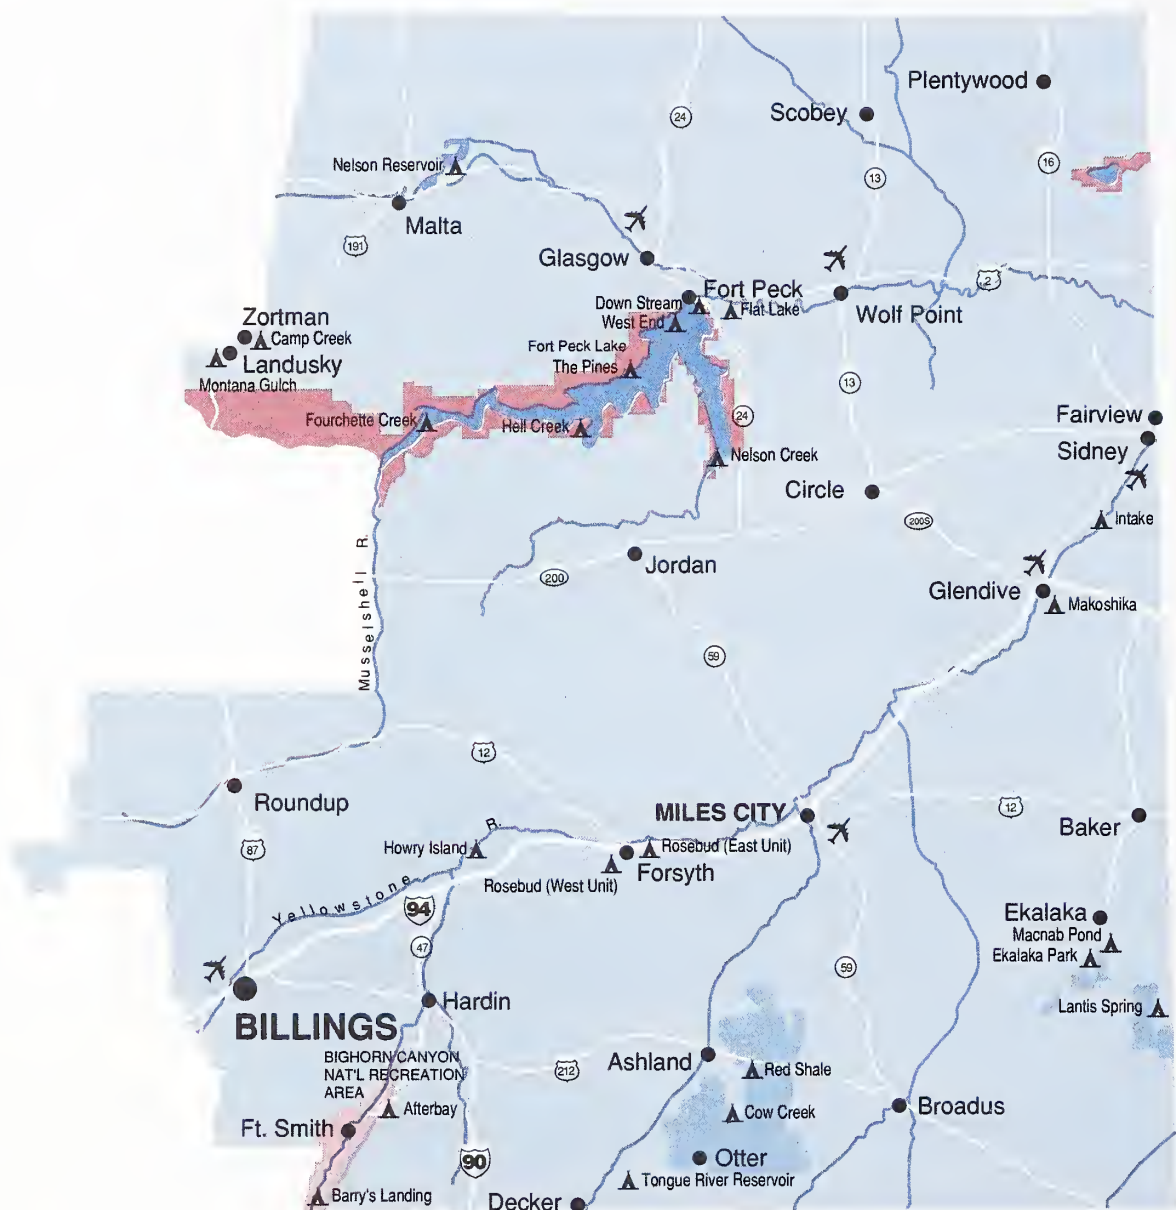 Plentywood
Scobey
24
16
13
Nelson Reservoir
Malta
191
Glasgow
2
Fort Peck
Down Stream
Flat Lake
West End
Wolf Point
Zortman
Camp Creek
Fort Peck Lake
The Pines
Landusky
Montana Gulch
13
24
Fourchette Creek
Hell Creek
Fairview
Sidney
Nelson Creek
Circle
Intake
200S
Jordan
200
Glendive
Makoshika
Musselshell R.
59
12
Roundup
MILES CITY
12
Baker
87
Howry Island
Rosebud (East Unit)
Rosebud (West Unit)
Forsyth
Yellowstone R.
94
47
Ekalaka
Macnab Pond
Ekalaka Park
59
Lantis Spring
Hardin
BILLINGS
BIGHORN CANYON
NAT'L RECREATION
AREA
212
Ashland
Red Shale
Afterbay
Cow Creek
Broadus
Ft. Smith
90
Otter
Tongue River Reservoir
Barry's Landing
Decker